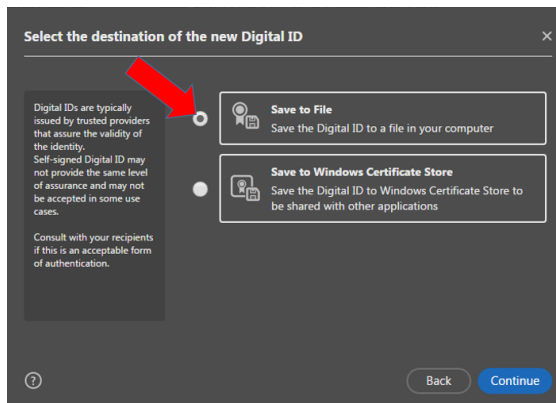 Select the destination of the new Digital ID
Digital IDs are typically
issued by trusted providers
that assure the validity of
the identity.
Self-signed Digital ID may
not provide the same level
of assurance and may not
be accepted in some use
cases.
Consult with your recipients
if this is an acceptable form
of authentication.
Save to File
Save the Digital ID to a file in your computer
Save to Windows Certificate Store
Save the Digital ID to Windows Certificate Store to
be shared with other applications
?
Back
Continue